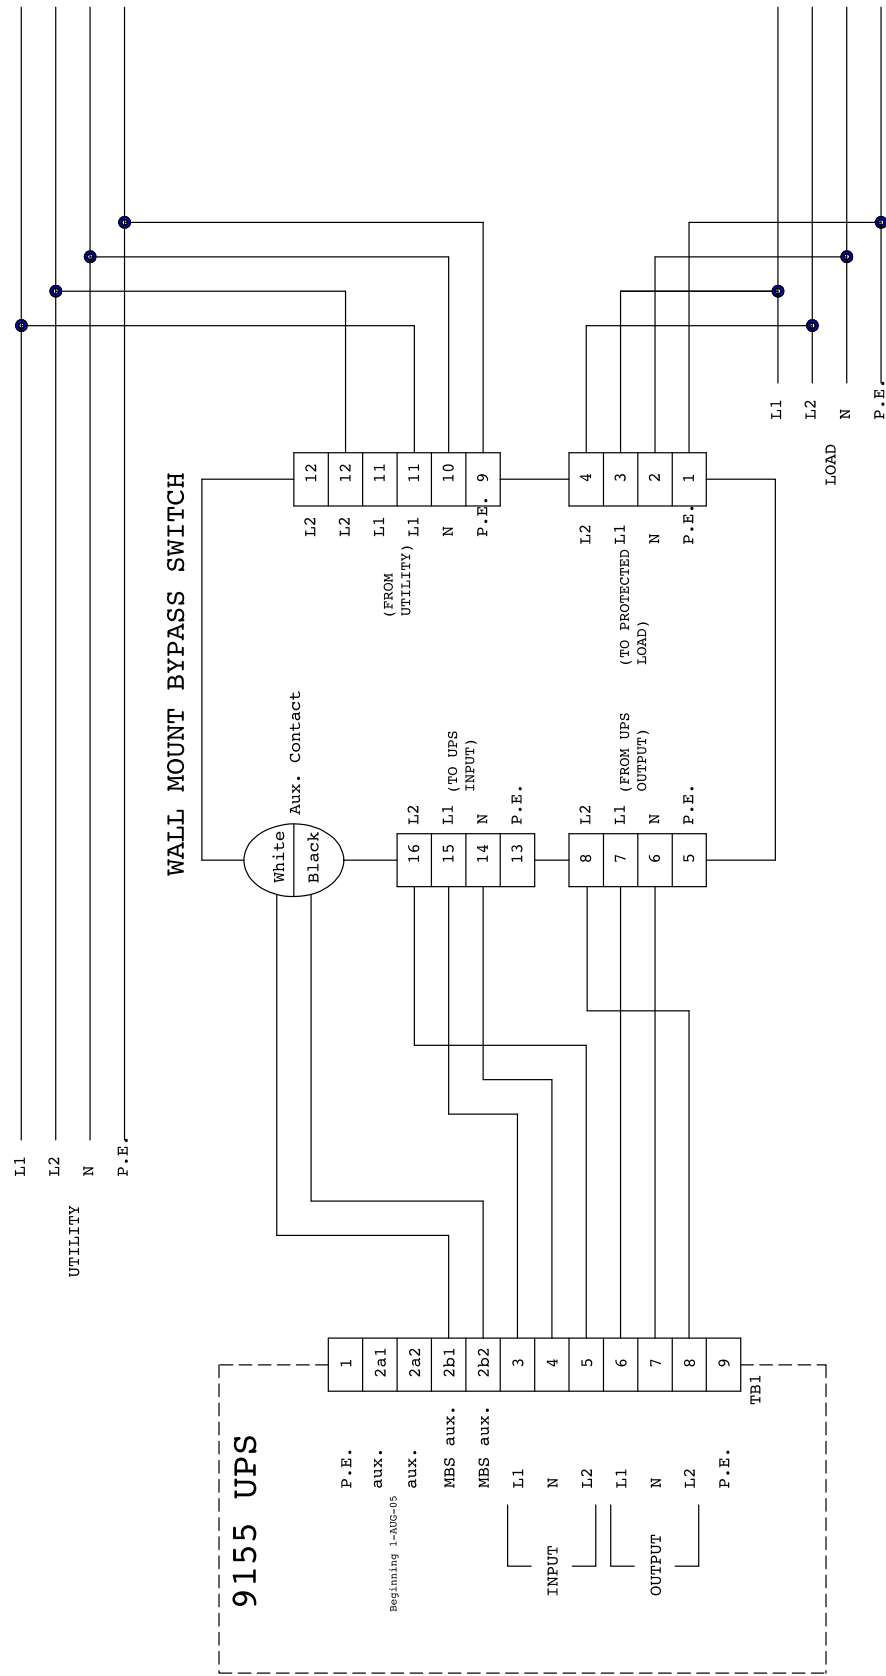 UTILITY
L1
L2
N
P.E.
WALL MOUNT BYPASS SWITCH
White
Black
Aux. Contact
12
12
11
11
10
9
L2
L2
L1
L1
N
P.E.
(FROM
UTILITY)
4
3
2
1
L2
L1
N
P.E.
(TO PROTECTED
LOAD)
L1
L2
N
P.E.
LOAD
16
15
14
13
L2
L1
N
P.E.
(TO UPS
INPUT)
8
7
6
5
L2
L1
N
P.E.
(FROM UPS
OUTPUT)
9155 UPS
1
2a1
2a2
2b1
2b2
3
4
5
6
7
8
9
TB1
P.E.
aux.
aux.
MBS aux.
MBS aux.
L1
N
L2
L1
N
L2
P.E.
Beginning 1-AUG-05
INPUT
OUTPUT